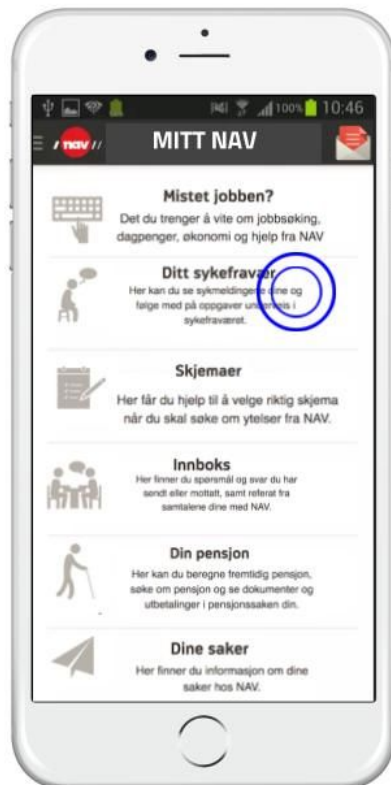 100% 10:46
nav MITT NAV
Mistet jobben?
Det du trenger å vite om jobbsøking,
dagpenger, økonomi og hjelp fra NAV
Ditt sykefravær
Her kan du se sykmeldingene dine og
følge med på oppgaver underveis i
sykefraværet.
Skjemaer
Her får du hjelp til å velge riktig skjema
når du skal søke om ytelser fra NAV.
Innboks
Her finner du spørsmål og svar du har
sendt eller mottatt, samt referat fra
samtalene dine med NAV.
Din pensjon
Her kan du beregne fremtidig pensjon,
søke om pensjon og se dokumenter og
utbetalinger i pensjonssaken din.
Dine saker
Her finner du informasjon om dine
saker hos NAV.